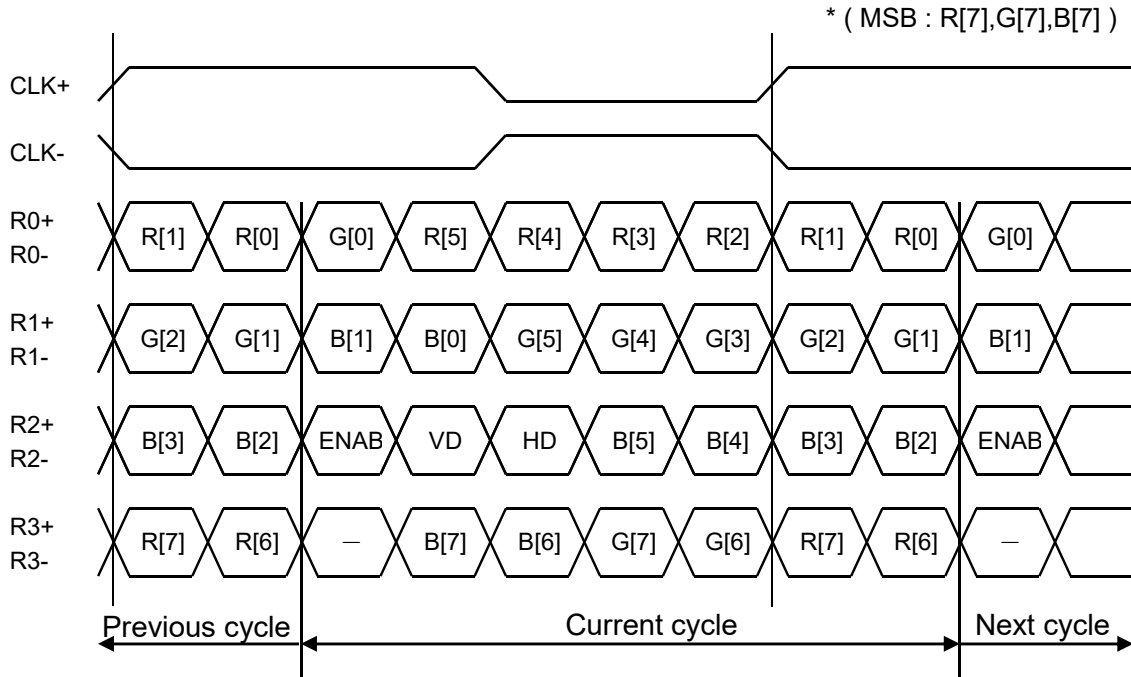 * ( MSB : R[7],G[7],B[7] )
CLK+
CLK-
R0+
R0-
R[1] R[0] G[0] R[5] R[4] R[3] R[2] R[1] R[0] G[0]
R1+
R1-
G[2] G[1] B[1] B[0] G[5] G[4] G[3] G[2] G[1] B[1]
R2+
R2-
B[3] B[2] ENAB VD HD B[5] B[4] B[3] B[2] ENAB
R3+
R3-
R[7] R[6] — B[7] B[6] G[7] G[6] R[7] R[6] —
Previous cycle Current cycle Next cycle